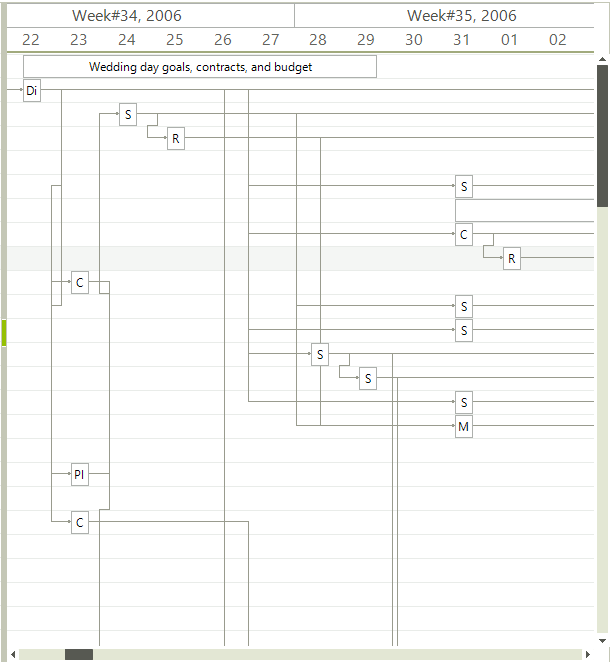 Week#34, 2006 Week#35, 2006
22 23 24 25 26 27 28 29 30 31 01 02
Wedding day goals, contracts, and budget
Di
S
R
S
C
R
C
S
S
S
S
S
M
Pl
C